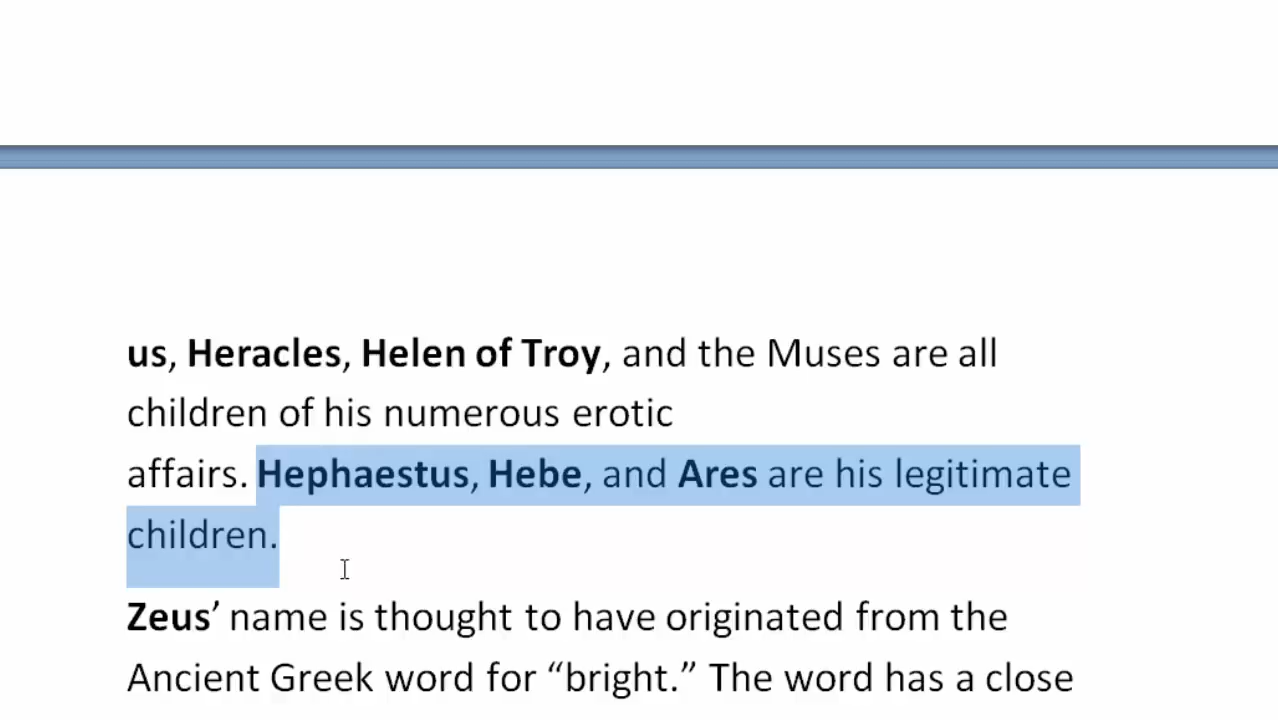 us, Heracles, Helen of Troy, and the Muses are all
children of his numerous erotic
affairs. Hephaestus, Hebe, and Ares are his legitimate
children.
Zeus’ name is thought to have originated from the
Ancient Greek word for “bright.” The word has a close